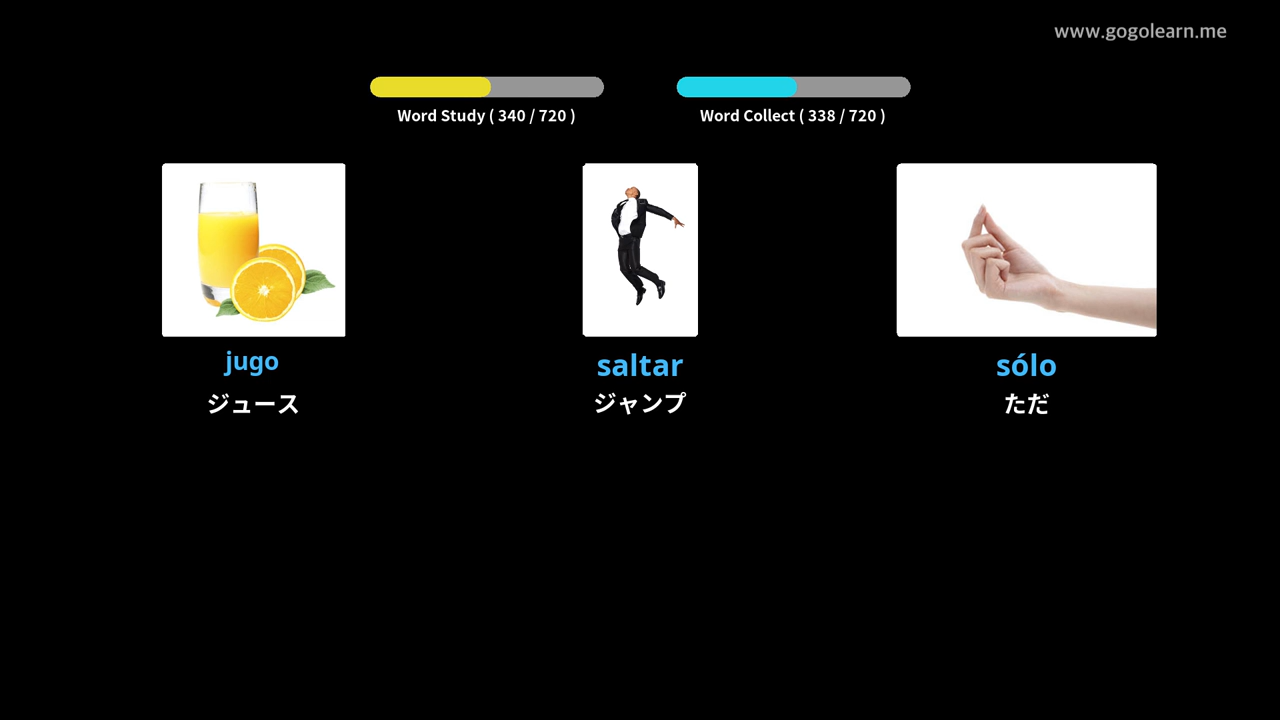 www.gogolearn.me
Word Study ( 340 / 720 )
Word Collect ( 338 / 720 )
jugo
saltar
sólo
ジュース
ジャンプ
ただ